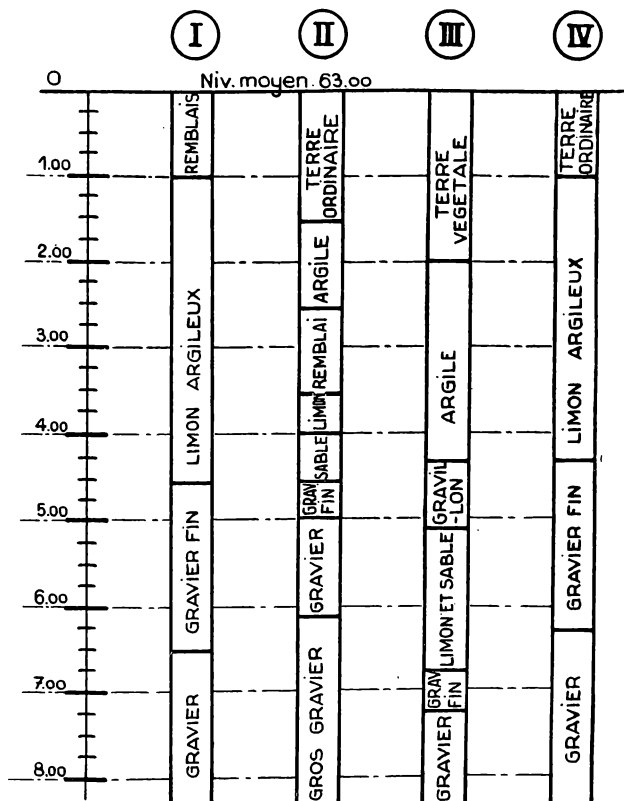 I II III IV
0 Niv. moyen. 63.00
1.00
2.00
3.00
4.00
5.00
6.00
7.00
8.00
REMBLAIS
LIMON ARGILEUX
GRAVIER FIN
GRAVIER
TERRE
ORDINAIRE
ARGILE
REMBLAI
LIMON
SABLE
GRAV
FIN
GRAVIER
GROS GRAVIER
TERRE
VEGETALE
ARGILE
GRAVIL
-LON
LIMON ET SABLE
GRAV
FIN
GRAVIER
TERRE
ORDINAIRE
LIMON ARGILEUX
GRAVIER FIN
GRAVIER